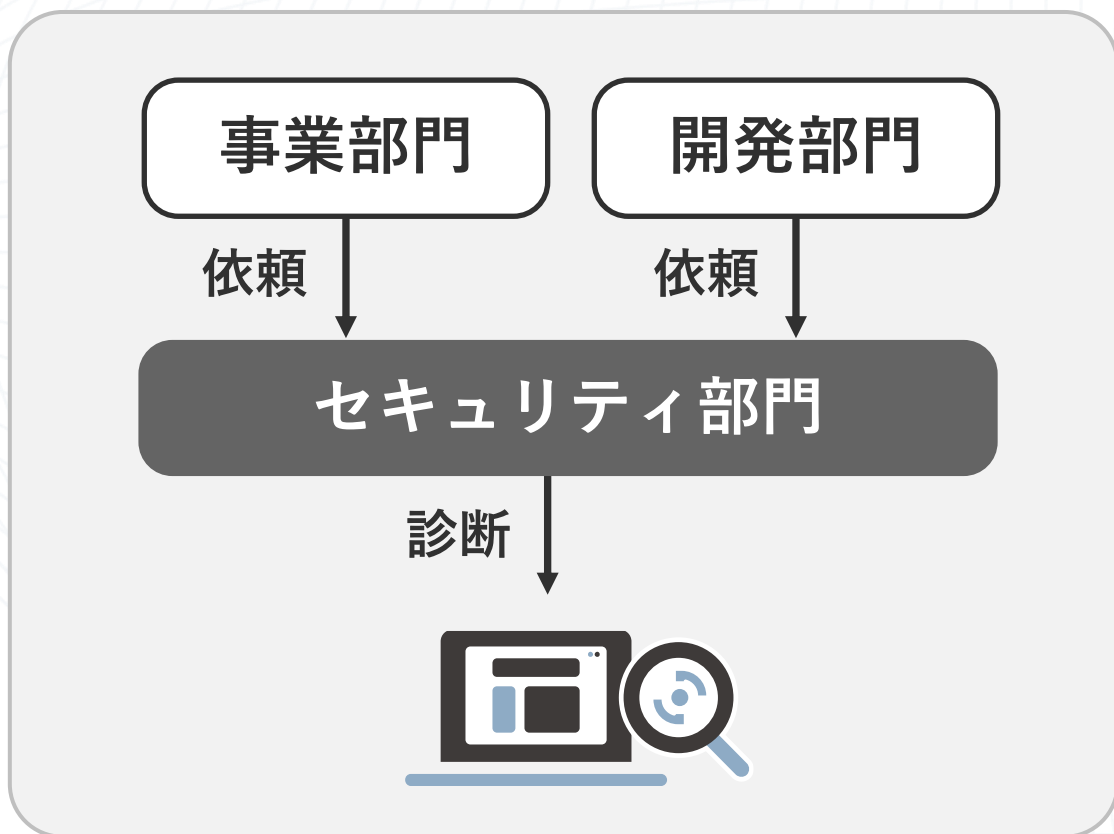 事業部門
開発部門
依頼
依頼
セキュリティ部門
診断